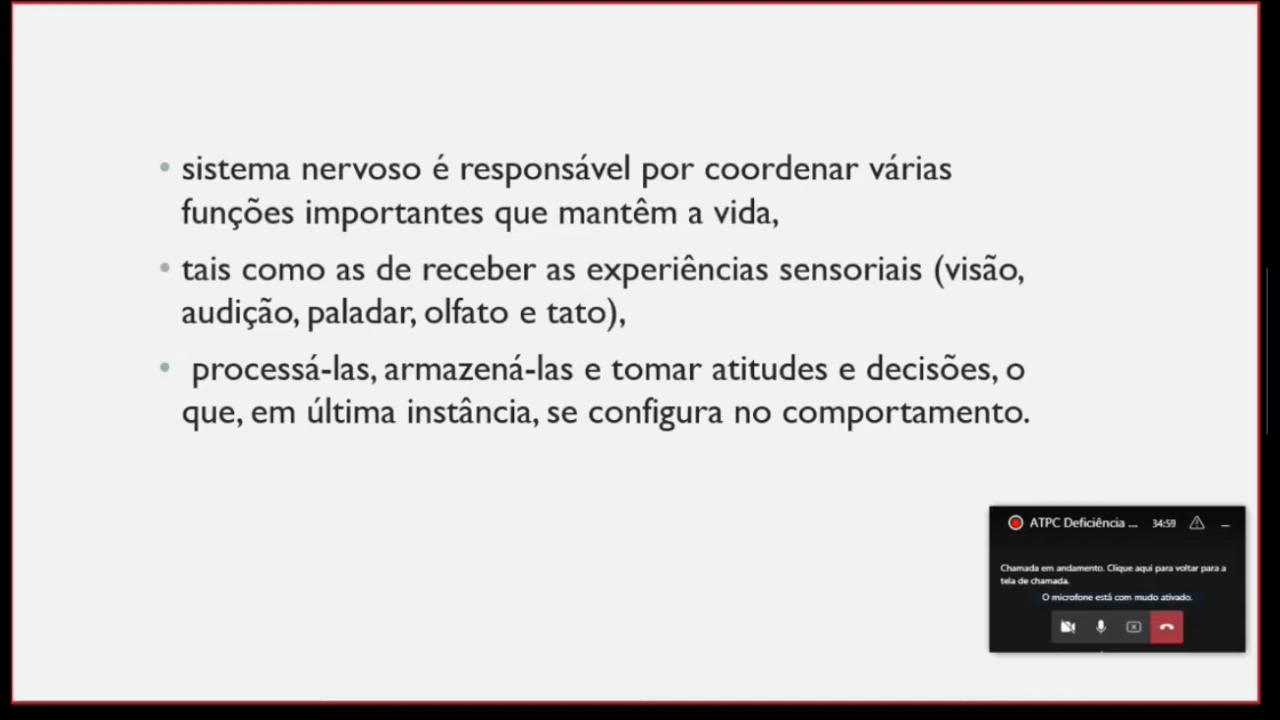 • sistema nervoso é responsável por coordenar várias
funções importantes que mantêm a vida,
• tais como as de receber as experiências sensoriais (visão,
audição, paladar, olfato e tato),
• processá-las, armazená-las e tomar atitudes e decisões, o
que, em última instância, se configura no comportamento.
ATPC Deficiência ... 34:59
Chamada em andamento. Clique aqui para voltar para a
tela de chamada.
O microfone está com mudo ativado.